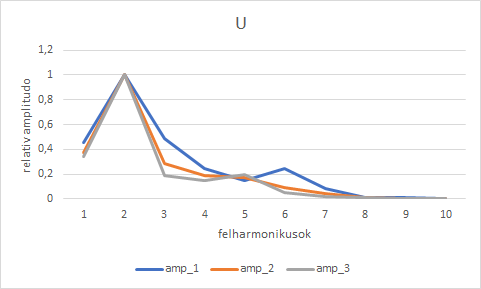 U
1,2
1
0,8
0,6
0,4
0,2
0
relatív amplitudo
1 2 3 4 5 6 7 8 9 10
felharmonikusok
amp_1 amp_2 amp_3